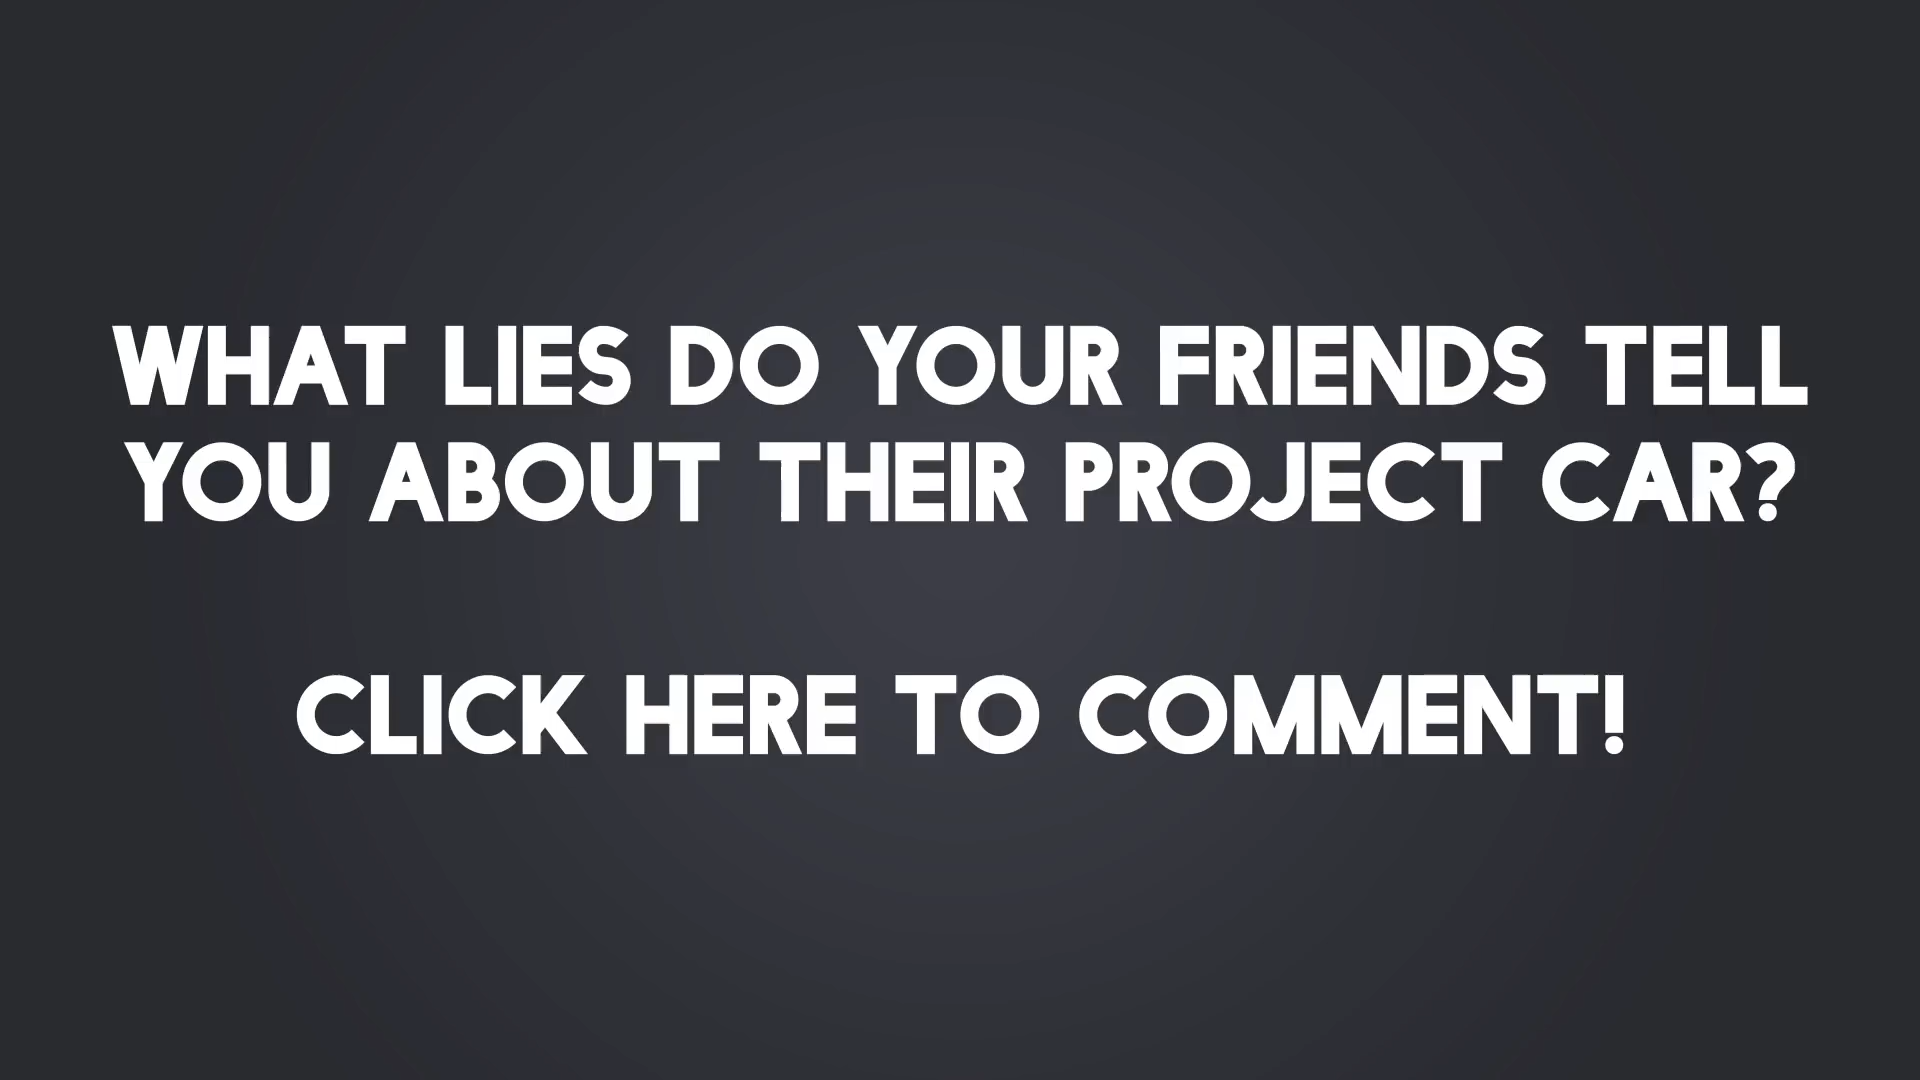 WHAT LIES DO YOUR FRIENDS TELL
YOU ABOUT THEIR PROJECT CAR?
CLICK HERE TO COMMENT!